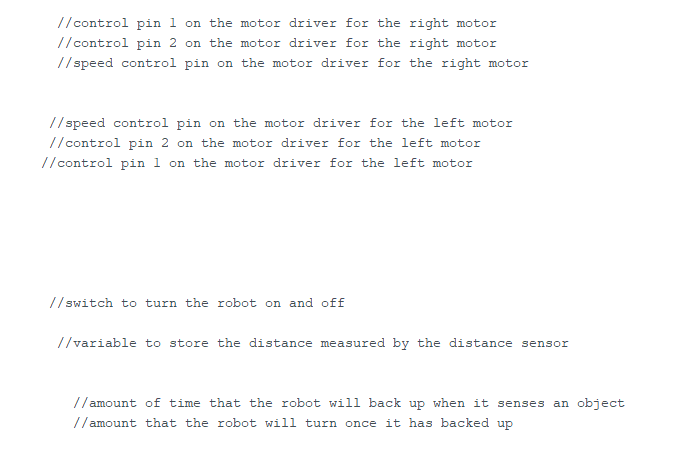 //control pin 1 on the motor driver for the right motor
//control pin 2 on the motor driver for the right motor
//speed control pin on the motor driver for the right motor
//speed control pin on the motor driver for the left motor
//control pin 2 on the motor driver for the left motor
//control pin 1 on the motor driver for the left motor
//switch to turn the robot on and off
//variable to store the distance measured by the distance sensor
//amount of time that the robot will back up when it senses an object
//amount that the robot will turn once it has backed up